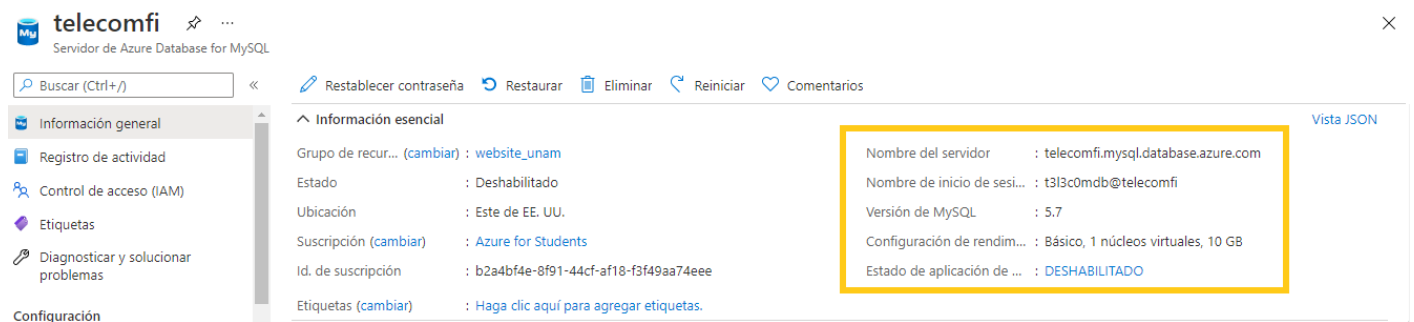 My
telecomfi
Servidor de Azure Database for MySQL
Buscar (Ctrl+/)
Información general
Registro de actividad
Control de acceso (IAM)
Etiquetas
Diagnosticar y solucionar
problemas
Configuración
Restablecer contraseña Restaurar Eliminar Reiniciar Comentarios
Información esencial Vista JSON
Grupo de recur... (cambiar) : website_unam
Estado : Deshabilitado
Ubicación : Este de EE. UU.
Suscripción (cambiar) : Azure for Students
Id. de suscripción : b2a4bf4e-8f91-44cf-af18-f3f49aa74eee
Etiquetas (cambiar) : Haga clic aquí para agregar etiquetas.
Nombre del servidor : telecomfi.mysql.database.azure.com
Nombre de inicio de sesi... : t3l3c0mdb@telecomfi
Versión de MySQL : 5.7
Configuración de rendim... : Básico, 1 núcleos virtuales, 10 GB
Estado de aplicación de ... : DESHABILITADO